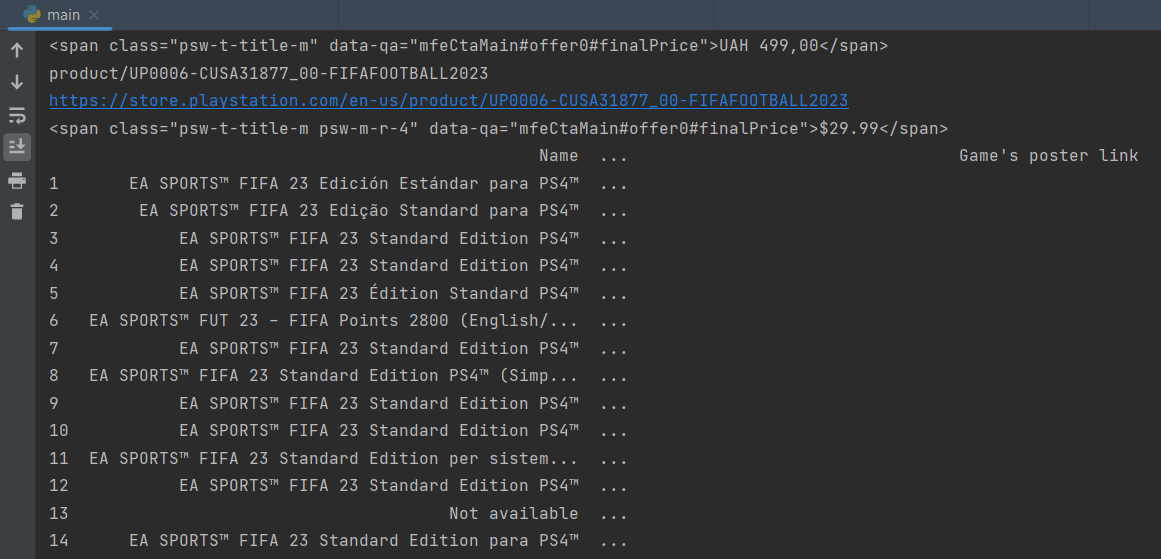 main
<span class="psw-t-title-m" data-qa="mfeCtaMain#offer0#finalPrice">UAH 499,00</span>
product/UP0006-CUSA31877_00-FIFAFOOTBALL2023
https://store.playstation.com/en-us/product/UP0006-CUSA31877_00-FIFAFOOTBALL2023
<span class="psw-t-title-m psw-m-r-4" data-qa="mfeCtaMain#offer0#finalPrice">$29.99</span>
Name ... Game's poster link
1 EA SPORTS™ FIFA 23 Edición Estándar para PS4™ ...
2 EA SPORTS™ FIFA 23 Edição Standard para PS4™ ...
3 EA SPORTS™ FIFA 23 Standard Edition PS4™ ...
4 EA SPORTS™ FIFA 23 Standard Edition PS4™ ...
5 EA SPORTS™ FIFA 23 Édition Standard PS4™ ...
6 EA SPORTS™ FUT 23 – FIFA Points 2800 (English/... ...
7 EA SPORTS™ FIFA 23 Standard Edition PS4™ ...
8 EA SPORTS™ FIFA 23 Standard Edition PS4™ (Simp... ...
9 EA SPORTS™ FIFA 23 Standard Edition PS4™ ...
10 EA SPORTS™ FIFA 23 Standard Edition PS4™ ...
11 EA SPORTS™ FIFA 23 Standard Edition per sistem... ...
12 EA SPORTS™ FIFA 23 Standard Edition PS4™ ...
13 Not available ...
14 EA SPORTS™ FIFA 23 Standard Edition para PS4™ ...